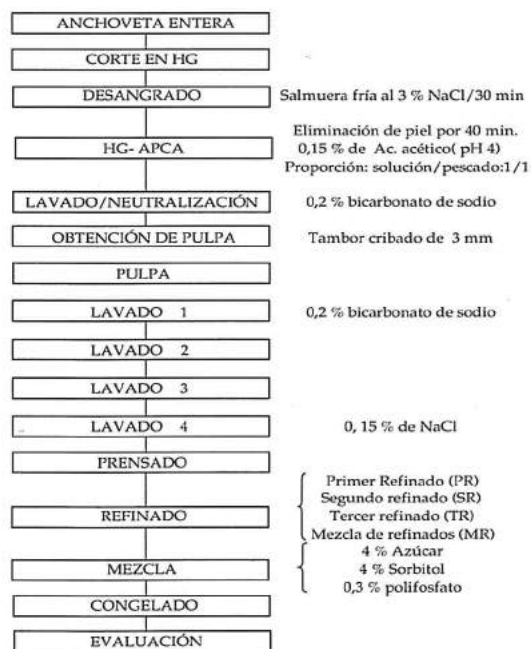 ANCHOVETA ENTERA
CORTE EN HG
DESANGRADO
Salmuera fría al 3 % NaCl/30 min
HG- APCA
Eliminación de piel por 40 min.
0,15 % de Ac. acético( pH 4)
Proporción: solución/pescado:1/1
LAVADO/NEUTRALIZACIÓN
0,2 % bicarbonato de sodio
OBTENCIÓN DE PULPA
Tambor cribado de 3 mm
PULPA
LAVADO 1
0,2 % bicarbonato de sodio
LAVADO 2
LAVADO 3
LAVADO 4
0, 15 % de NaCl
PRENSADO
REFINADO
Primer Refinado (PR)
Segundo refinado (SR)
Tercer refinado (TR)
Mezcla de refinados (MR)
MEZCLA
4 % Azúcar
4 % Sorbitol
0,3 % polifosfato
CONGELADO
EVALUACIÓN